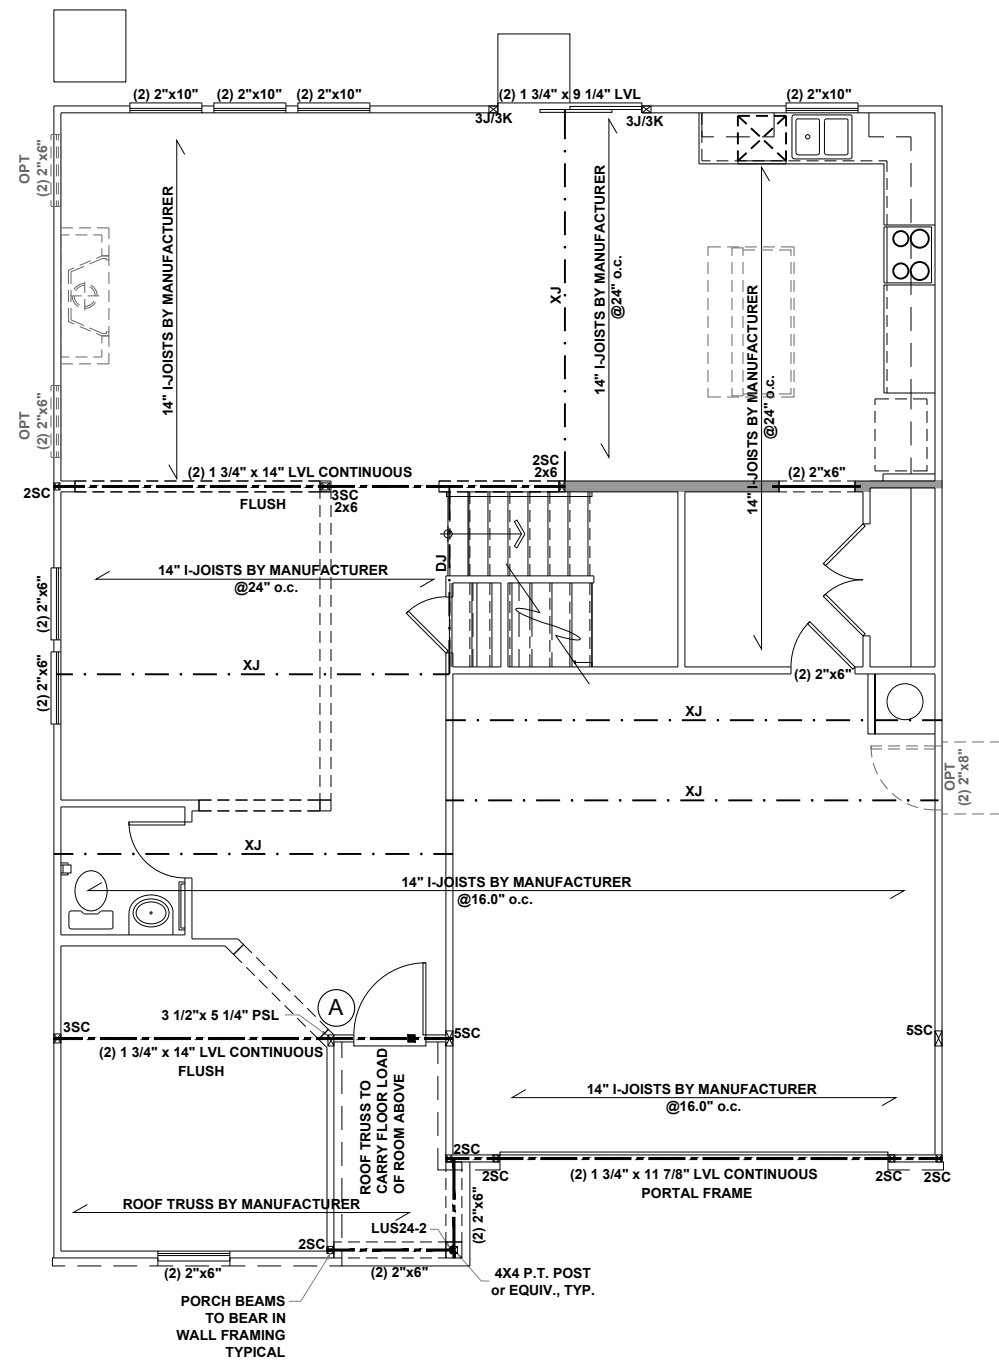 (2) 2"x10"
(2) 2"x10"
(2) 2"x10"
(2) 1 3/4" x 9 1/4" LVL
(2) 2"x10"
3J/3K
3J/3K
OPT
(2) 2"x6"
14" I-JOISTS BY MANUFACTURER
14" I-JOISTS BY MANUFACTURER
@24" o.c.
XJ
14" I-JOISTS BY MANUFACTURER
@24" o.c.
OPT
(2) 2"x6"
(2) 1 3/4" x 14" LVL CONTINUOUS
FLUSH
2SC
3SC
2x6
2SC
2x6
(2) 2"x6"
14" I-JOISTS BY MANUFACTURER
@24" o.c.
DJ
(2) 2"x6"
(2) 2"x6"
XJ
(2) 2"x6"
XJ
OPT
(2) 2"x8"
XJ
XJ
14" I-JOISTS BY MANUFACTURER
@16.0" o.c.
A
3 1/2"x 5 1/4" PSL
3SC
5SC
5SC
(2) 1 3/4" x 14" LVL CONTINUOUS
FLUSH
ROOF TRUSS TO
CARRY FLOOR LOAD
OF ROOM ABOVE
14" I-JOISTS BY MANUFACTURER
@16.0" o.c.
2SC
2SC
(2) 1 3/4" x 11 7/8" LVL CONTINUOUS
PORTAL FRAME
2SC
2SC
ROOF TRUSS BY MANUFACTURER
(2) 2"x6"
LUS24-2
2SC
(2) 2"x6"
(2) 2"x6"
4X4 P.T. POST
or EQUIV., TYP.
PORCH BEAMS
TO BEAR IN
WALL FRAMING
TYPICAL